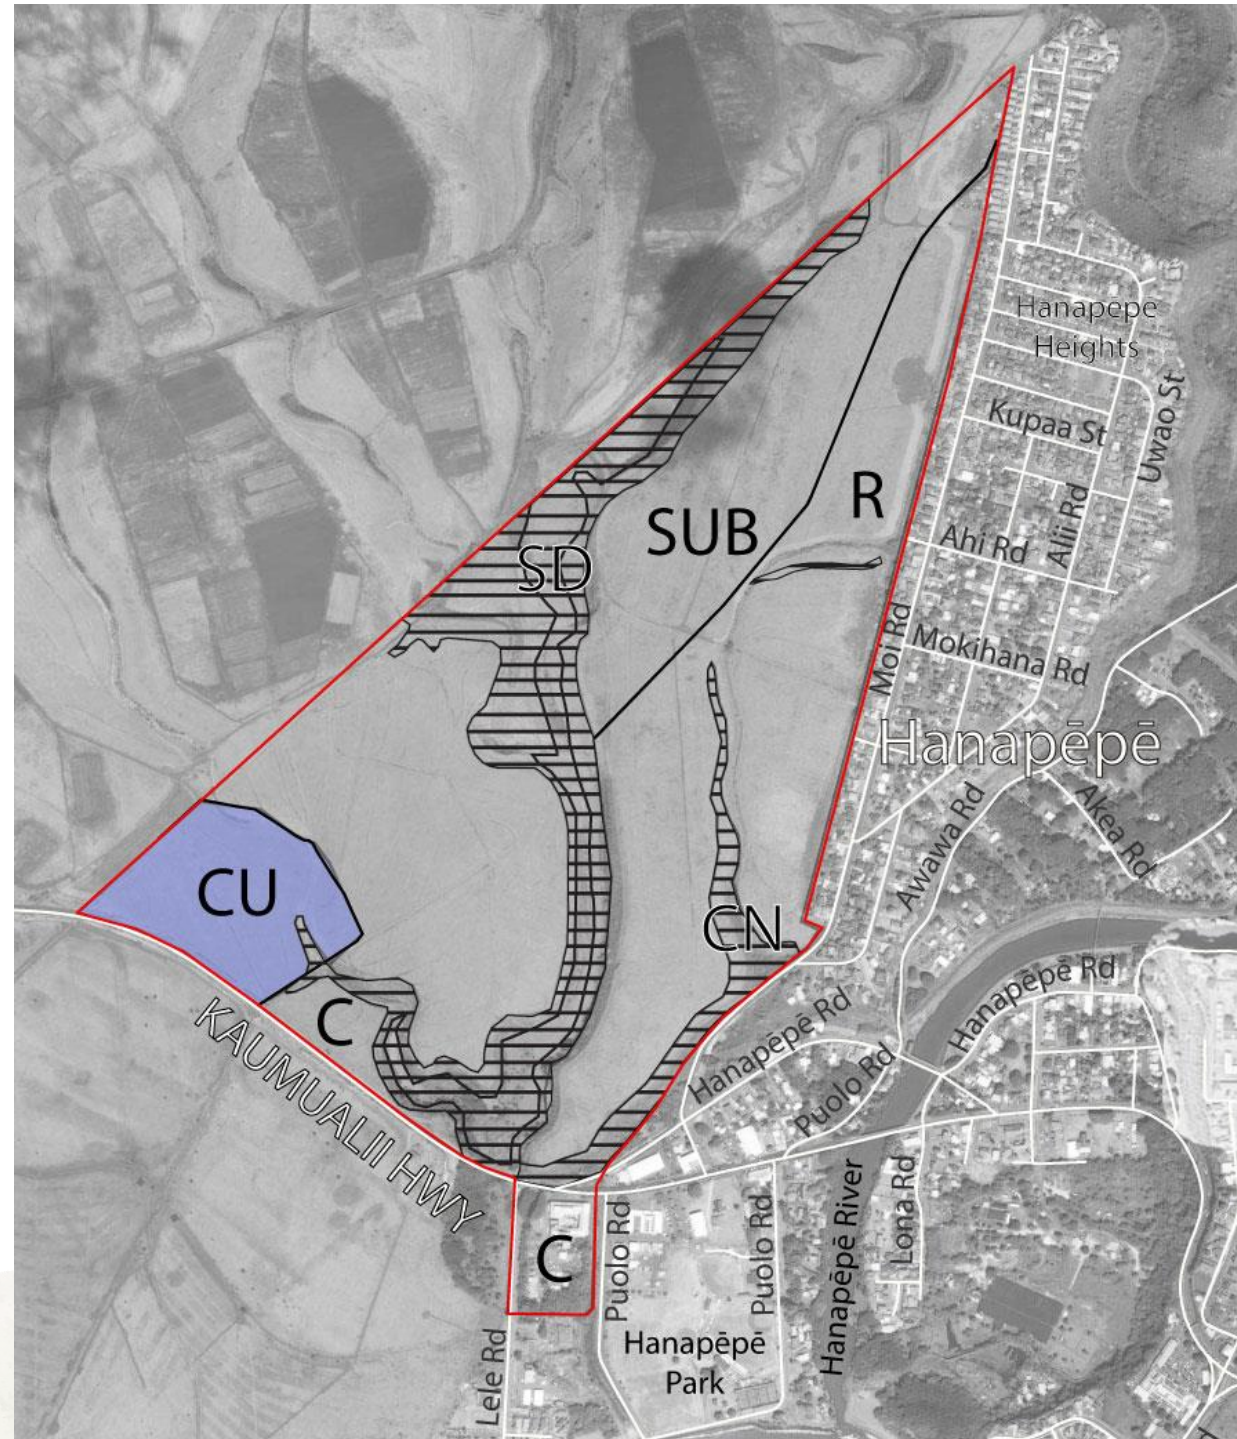 Hanapēpē
Heights
Kupaa St
Uwao St
R
SUB
SD
Ahi Rd
Alii Rd
Moi Rd
Mokihana Rd
Hanapēpē
Akea Rd
Awawa Rd
CU
CN
C
KAUMUALII HWY
Hanapēpē Rd
Hanapēpē Rd
Puolo Rd
C
Puolo Rd
Puolo Rd
Hanapēpē River
Lona Rd
Lele Rd
Hanapēpē
Park